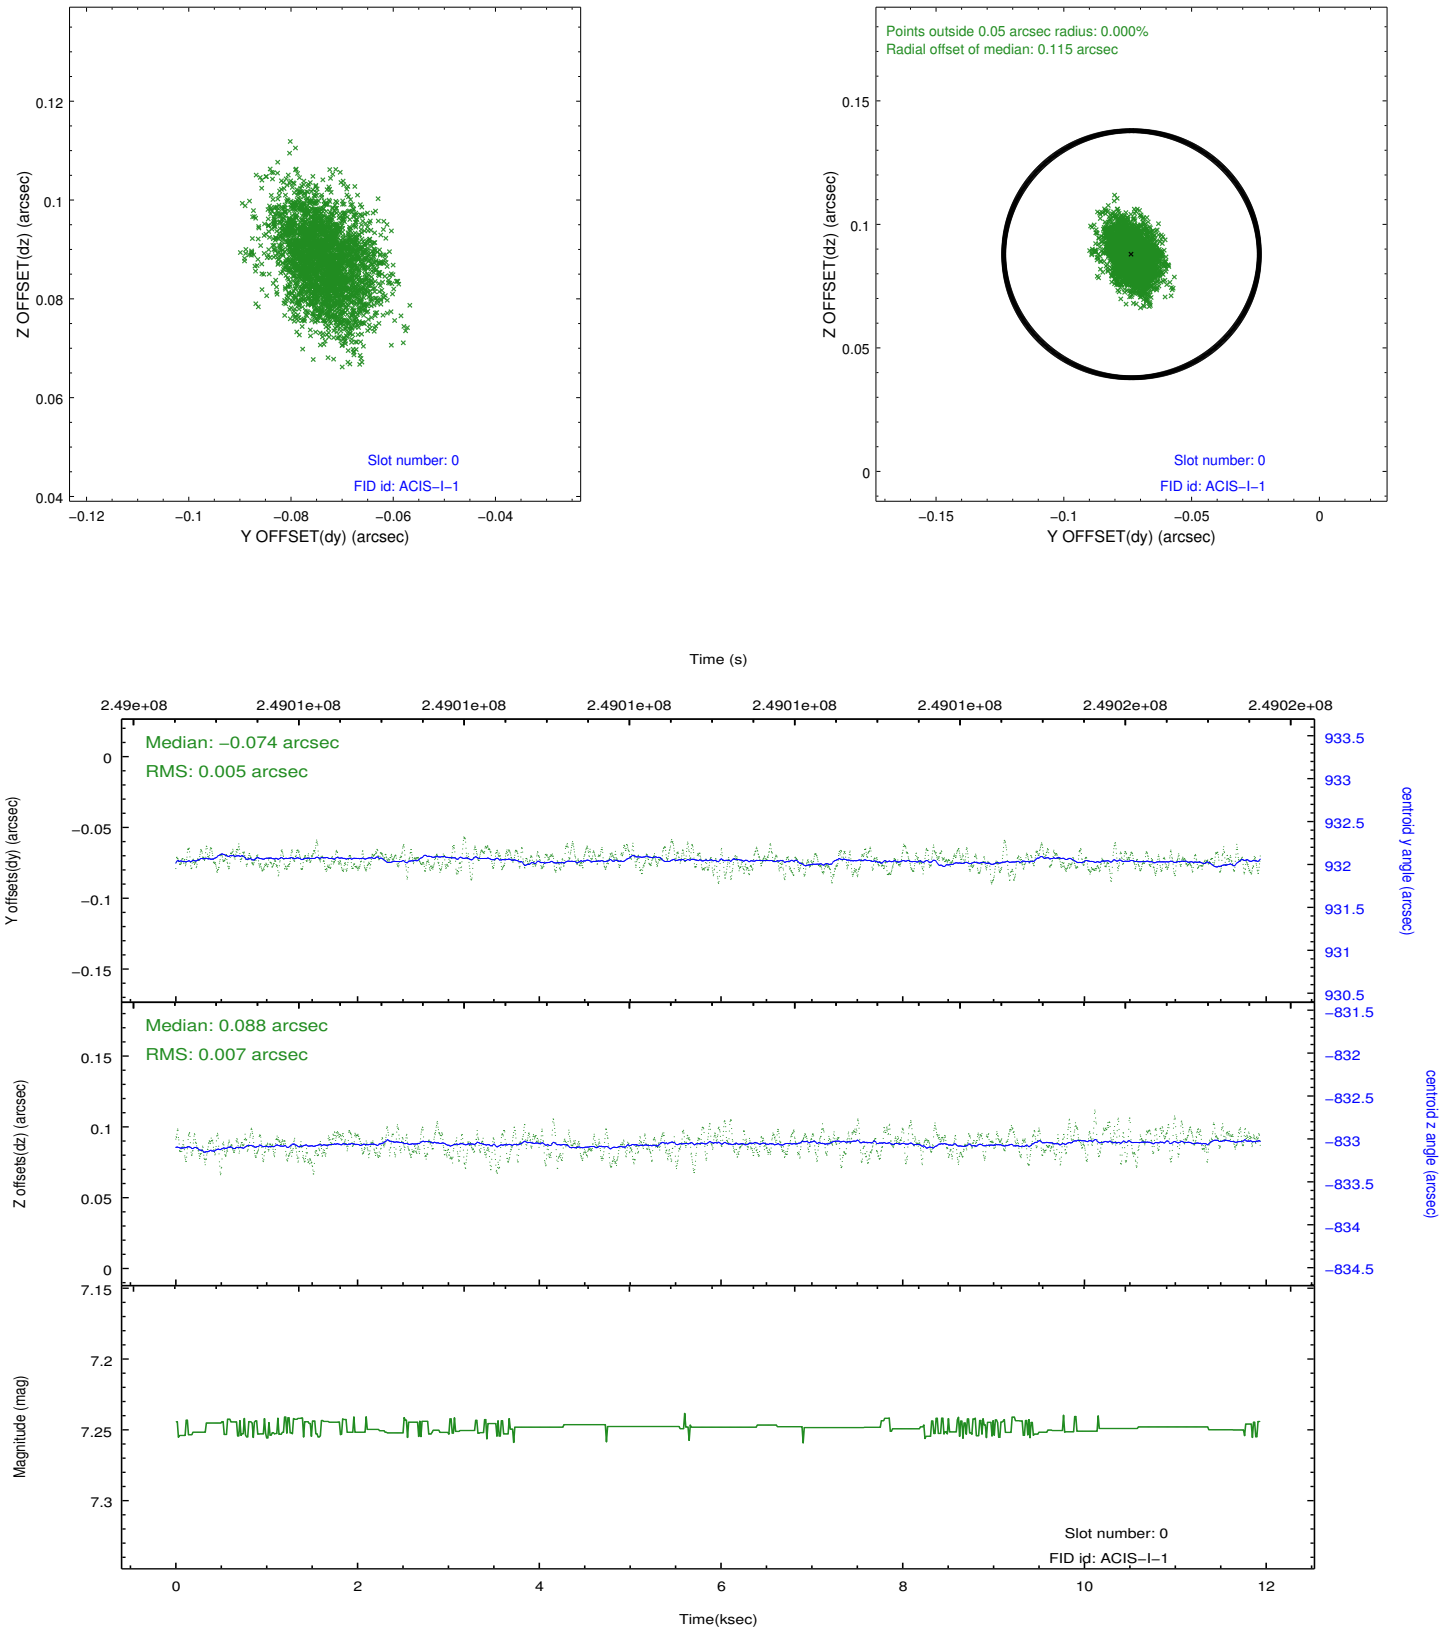 0.12
0.1
0.08
0.06
0.04
Z OFFSET(dz) (arcsec)
Slot number: 0
FID id: ACIS−I−1
−0.12 −0.1 −0.08 −0.06 −0.04
Y OFFSET(dy) (arcsec)
Points outside 0.05 arcsec radius: 0.000%
Radial offset of median: 0.115 arcsec
0.15
0.1
0.05
0
Z OFFSET(dz) (arcsec)
Slot number: 0
FID id: ACIS−I−1
−0.15 −0.1 −0.05 0
Y OFFSET(dy) (arcsec)
Time (s)
2.49e+08 2.4901e+08 2.4901e+08 2.4901e+08 2.4901e+08 2.4901e+08 2.4902e+08 2.4902e+08
Median: −0.074 arcsec
RMS: 0.005 arcsec
0
−0.05
−0.1
−0.15
Y offsets(dy) (arcsec)
933.5
933
932.5
932
931.5
931
930.5
centroid y angle (arcsec)
Median: 0.088 arcsec
RMS: 0.007 arcsec
0.15
0.1
0.05
0
Z offsets(dz) (arcsec)
−831.5
−832
−832.5
−833
−833.5
−834
−834.5
centroid z angle (arcsec)
7.15
7.2
7.25
7.3
Magnitude (mag)
Slot number: 0
FID id: ACIS−I−1
0 2 4 6 8 10 12
Time(ksec)